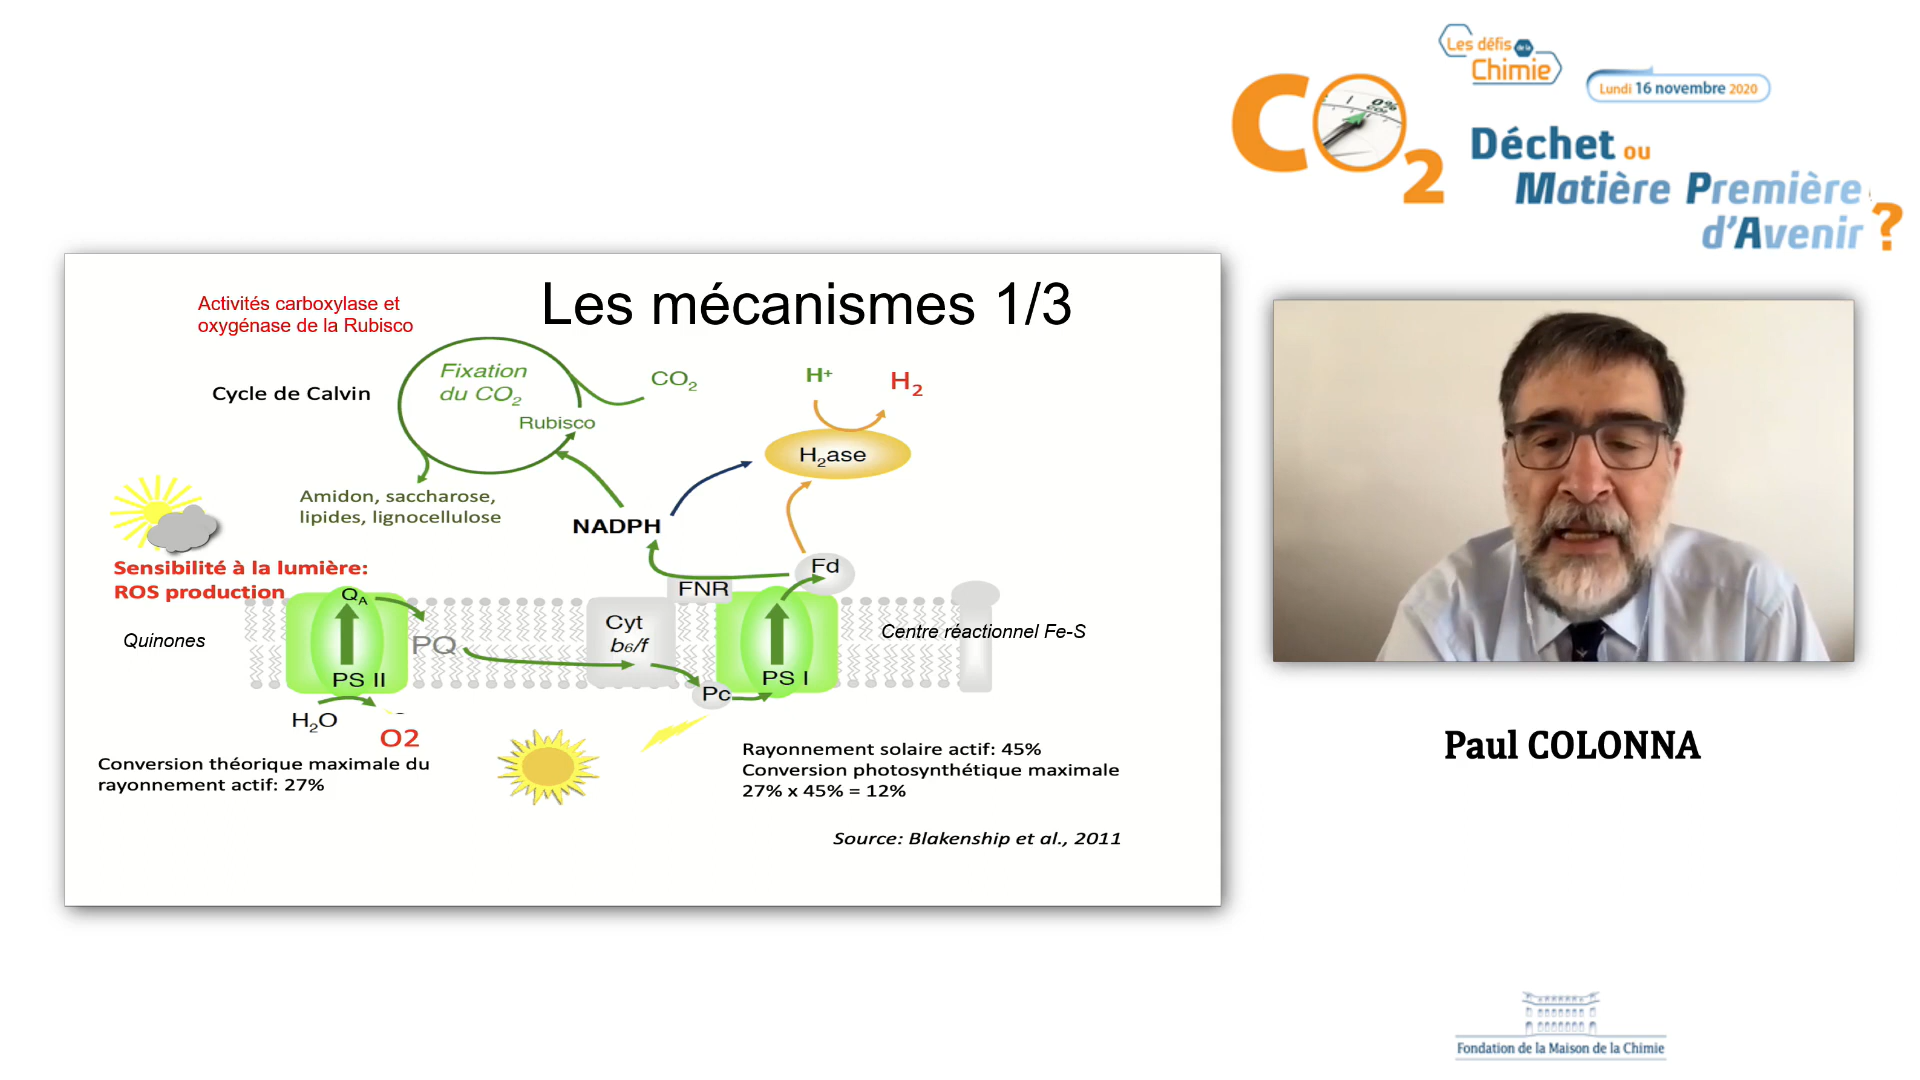 Les défis de la
Chimie
Lundi 16 novembre 2020
0%
CO2
Déchet ou
Matière Première
d'Avenir ?
Les mécanismes 1/3
Activités carboxylase et
oxygénase de la Rubisco
Fixation
du CO2
Rubisco
CO2
H+
H2
Cycle de Calvin
H2ase
Amidon, saccharose,
lipides, lignocellulose
NADPH
Sensibilité à la lumière:
ROS production
Fd
FNR
QA
Quinones
PQ
Cyt
b6/f
Centre réactionnel Fe-S
PS II
PS I
Pc
H2O
O2
Conversion théorique maximale du
rayonnement actif: 27%
Rayonnement solaire actif: 45%
Conversion photosynthétique maximale
27% x 45% = 12%
Source: Blakenship et al., 2011
Paul COLONNA
Fondation de la Maison de la Chimie